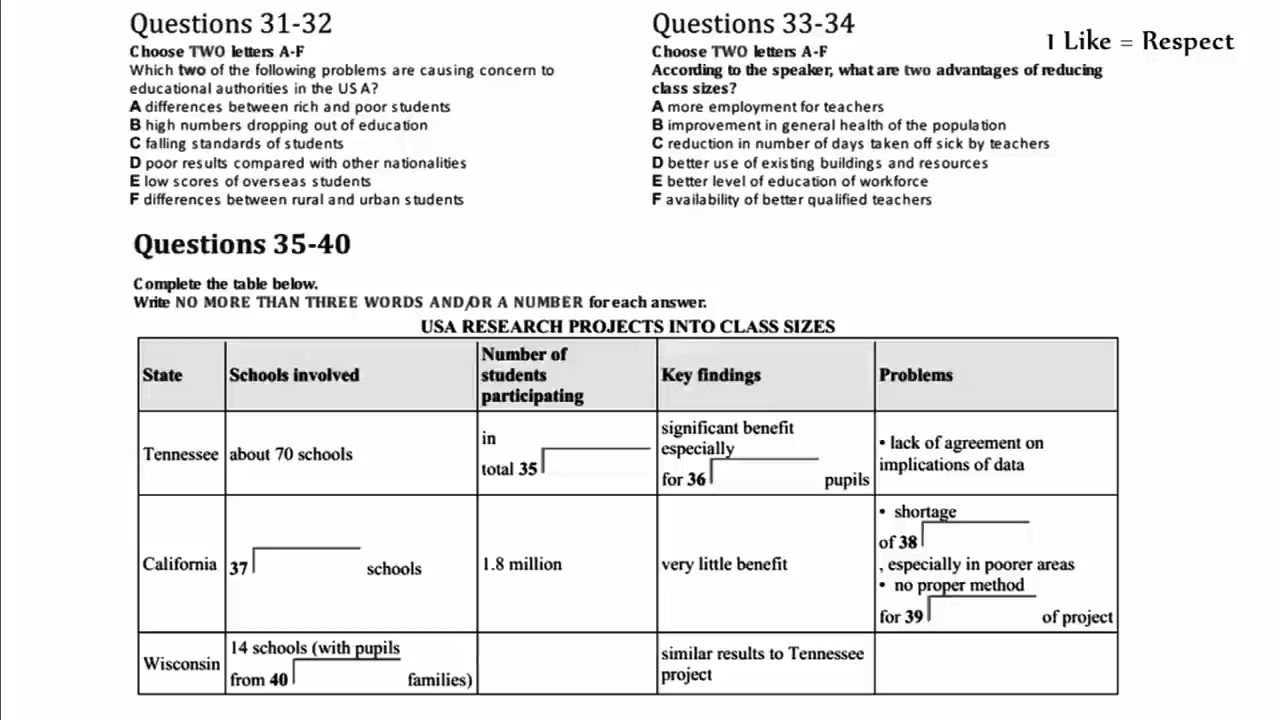 Questions 31-32
Choose TWO letters A-F
Which two of the following problems are causing concern to
educational authorities in the USA?
A differences between rich and poor students
B high numbers dropping out of education
C falling standards of students
D poor results compared with other nationalities
E low scores of overseas students
F differences between rural and urban students
Questions 33-34
Choose TWO letters A-F
According to the speaker, what are two advantages of reducing
class sizes?
A more employment for teachers
B improvement in general health of the population
C reduction in number of days taken off sick by teachers
D better use of existing buildings and resources
E better level of education of workforce
F availability of better qualified teachers
1 Like = Respect
Questions 35-40
Complete the table below.
Write NO MORE THAN THREE WORDS AND/OR A NUMBER for each answer.
USA RESEARCH PROJECTS INTO CLASS SIZES
State
Schools involved
Number of
students
participating
Key findings
Problems
Tennessee
about 70 schools
in
total 35
significant benefit
especially
for 36 pupils
• lack of agreement on
implications of data
California
37 schools
1.8 million
very little benefit
• shortage
of 38
, especially in poorer areas
• no proper method
for 39 of project
Wisconsin
14 schools (with pupils
from 40 families)
similar results to Tennessee
project